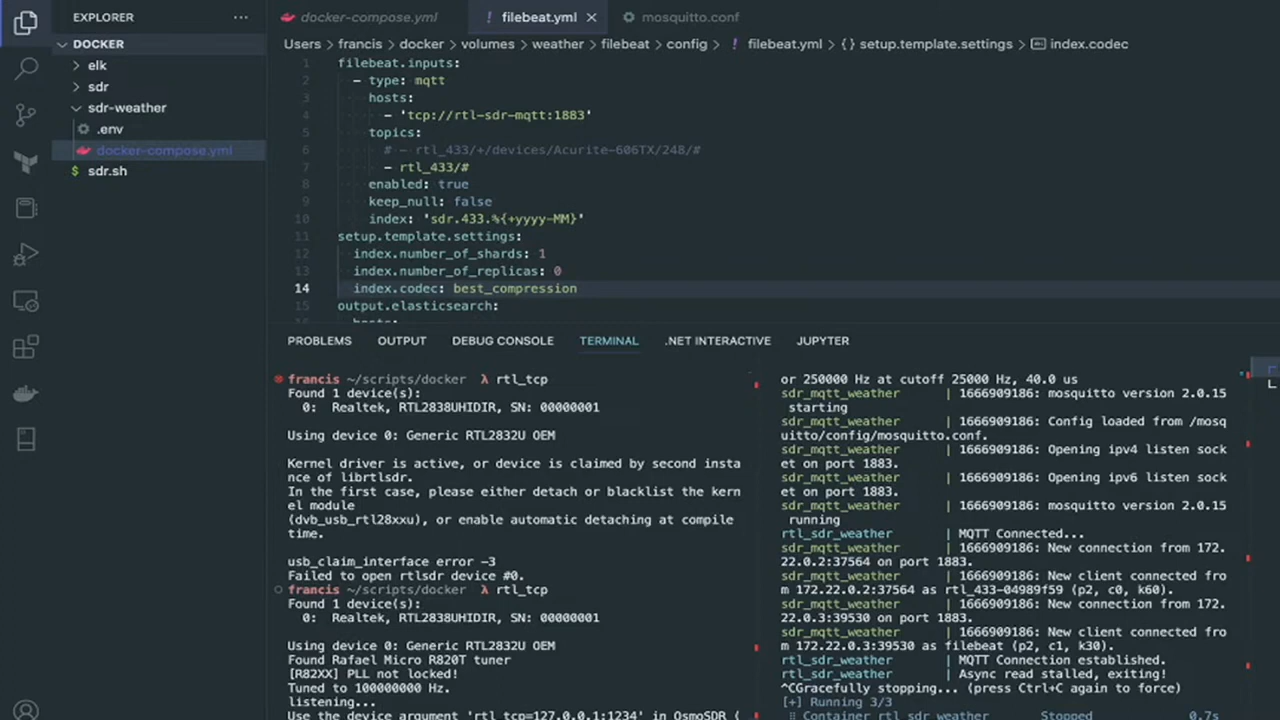 EXPLORER
DOCKER
elk
sdr
sdr-weather
.env
docker-compose.yml
$ sdr.sh
docker-compose.yml
! filebeat.yml
mosquitto.conf
Users > francis > docker > volumes > weather > filebeat > config > ! filebeat.yml > {} setup.template.settings > index.codec
1 filebeat.inputs:
2 - type: mqtt
3 hosts:
4 - 'tcp://rtl-sdr-mqtt:1883'
5 topics:
6 # - rtl_433/+/devices/Acurite-606TX/248/#
7 - rtl_433/#
8 enabled: true
9 keep_null: false
10 index: 'sdr.433.%{+yyyy-MM}'
11 setup.template.settings:
12 index.number_of_shards: 1
13 index.number_of_replicas: 0
14 index.codec: best_compression
15 output.elasticsearch:
PROBLEMS OUTPUT DEBUG CONSOLE TERMINAL .NET INTERACTIVE JUPYTER
francis ~/scripts/docker λ rtl_tcp
Found 1 device(s):
0: Realtek, RTL2838UHIDIR, SN: 00000001
Using device 0: Generic RTL2832U OEM
Kernel driver is active, or device is claimed by second insta
nce of librtlsdr.
In the first case, please either detach or blacklist the kern
el module
(dvb_usb_rtl28xxu), or enable automatic detaching at compile
time.
usb_claim_interface error -3
Failed to open rtlsdr device #0.
francis ~/scripts/docker λ rtl_tcp
Found 1 device(s):
0: Realtek, RTL2838UHIDIR, SN: 00000001
Using device 0: Generic RTL2832U OEM
Found Rafael Micro R820T tuner
[R82XX] PLL not locked!
Tuned to 100000000 Hz.
listening...
Use the device argument 'rtl_tcp=127.0.0.1:1234' in OsmoSDR (
or 250000 Hz at cutoff 25000 Hz, 40.0 us
sdr_mqtt_weather | 1666909186: mosquitto version 2.0.15
starting
sdr_mqtt_weather | 1666909186: Config loaded from /mosq
uitto/config/mosquitto.conf.
sdr_mqtt_weather | 1666909186: Opening ipv4 listen sock
et on port 1883.
sdr_mqtt_weather | 1666909186: Opening ipv6 listen sock
et on port 1883.
sdr_mqtt_weather | 1666909186: mosquitto version 2.0.15
running
rtl_sdr_weather | MQTT Connected...
sdr_mqtt_weather | 1666909186: New connection from 172.
22.0.2:37564 on port 1883.
sdr_mqtt_weather | 1666909186: New client connected fro
m 172.22.0.2:37564 as rtl_433-04989f59 (p2, c0, k60).
sdr_mqtt_weather | 1666909186: New connection from 172.
22.0.3:39530 on port 1883.
sdr_mqtt_weather | 1666909186: New client connected fro
m 172.22.0.3:39530 as filebeat (p2, c1, k30).
rtl_sdr_weather | MQTT Connection established.
rtl_sdr_weather | Async read stalled, exiting!
^CGracefully stopping... (press Ctrl+C again to force)
[+] Running 3/3
Container rtl_sdr_weather Stopped 0.7s